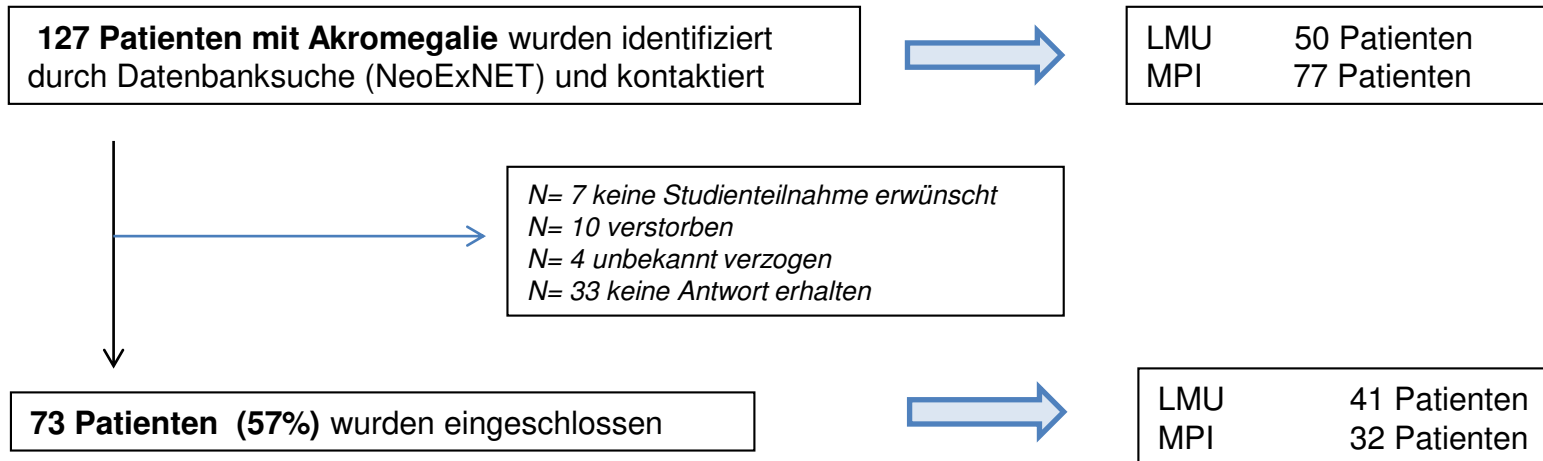 127 Patienten mit Akromegalie wurden identifiziert
durch Datenbanksuche (NeoExNET) und kontaktiert
LMU 50 Patienten
MPI 77 Patienten
N= 7 keine Studienteilnahme erwünscht
N= 10 verstorben
N= 4 unbekannt verzogen
N= 33 keine Antwort erhalten
73 Patienten (57%) wurden eingeschlossen
LMU 41 Patienten
MPI 32 Patienten